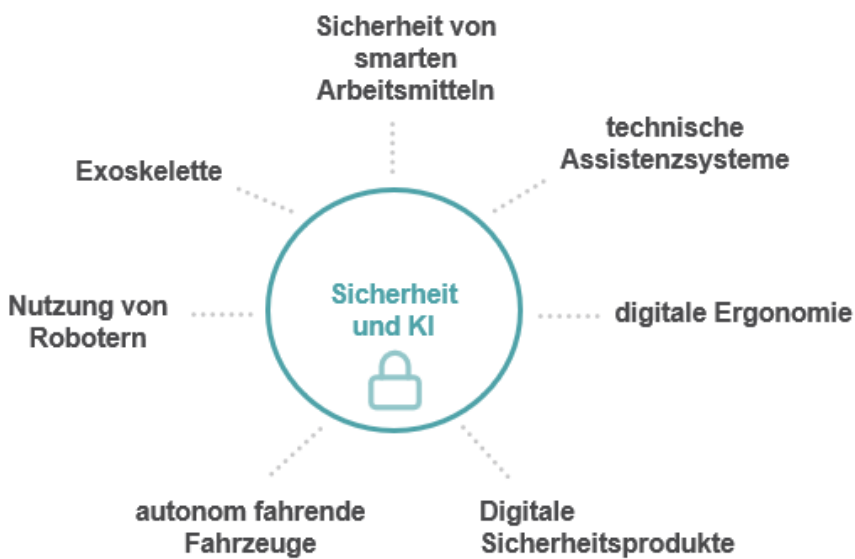 Sicherheit von
smarten
Arbeitsmitteln
technische
Assistenzsysteme
Exoskelette
Sicherheit
und KI
Nutzung von
Robotern
digitale Ergonomie
autonom fahrende
Fahrzeuge
Digitale
Sicherheitsprodukte